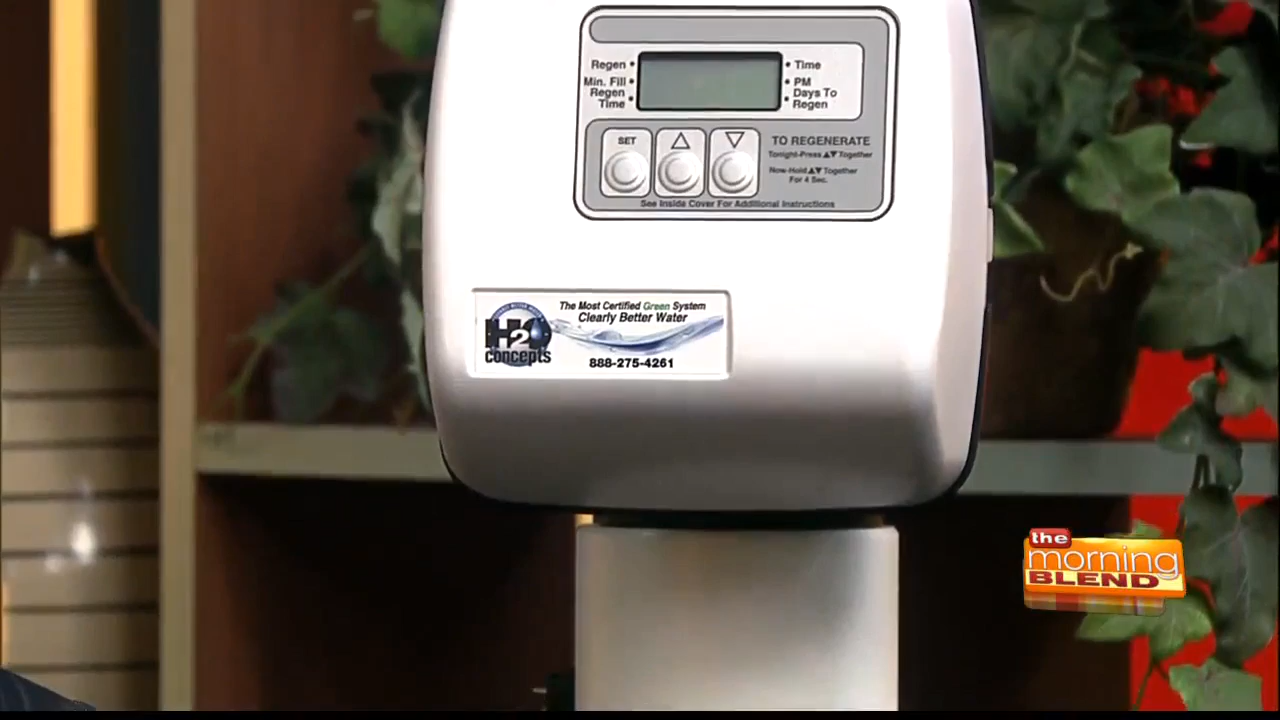 Regen
Min. Fill
Regen
Time
Time
PM
Days To
Regen
SET
TO REGENERATE
Tonight-Press ▲▼ Together
Now-Hold ▲▼ Together
For 4 Sec.
See Inside Cover For Additional Instructions
H2O
concepts
The Most Certified Green System
Clearly Better Water
888-275-4261
the
morning
BLEND